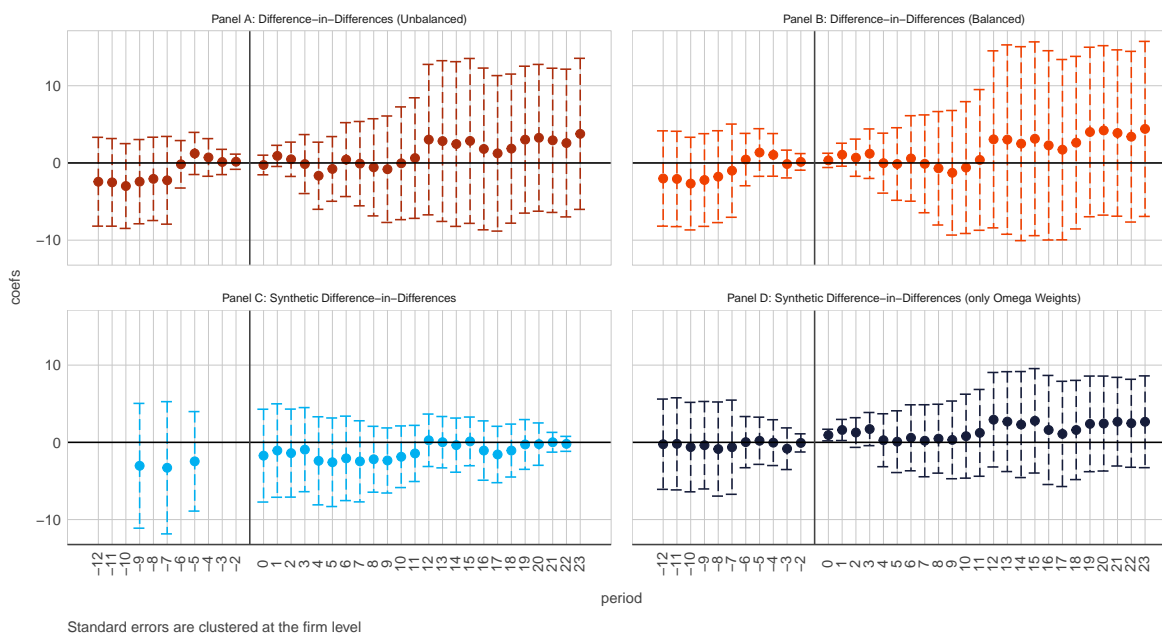 Panel A: Difference−in−Differences (Unbalanced)
Panel B: Difference−in−Differences (Balanced)
10
0
−10
coefs
Panel C: Synthetic Difference−in−Differences
Panel D: Synthetic Difference−in−Differences (only Omega Weights)
10
0
−10
−12 −11 −10 −9 −8 −7 −6 −5 −4 −3 −2 0 1 2 3 4 5 6 7 8 9 10 11 12 13 14 15 16 17 18 19 20 21 22 23
−12 −11 −10 −9 −8 −7 −6 −5 −4 −3 −2 0 1 2 3 4 5 6 7 8 9 10 11 12 13 14 15 16 17 18 19 20 21 22 23
period
Standard errors are clustered at the firm level